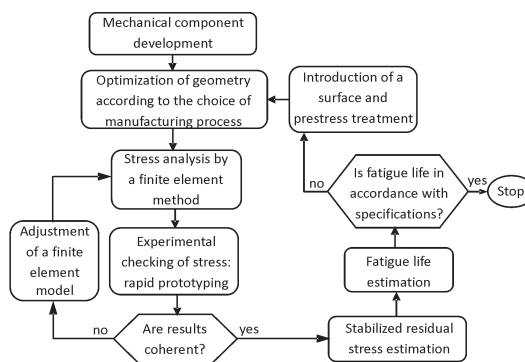 Mechanical component
development
Optimization of geometry
according to the choice of
manufacturing process
Introduction of a
surface and
prestress treatment
Stress analysis by
a finite element
method
Is fatigue life in
accordance with
specifications?
no
yes
Stop
Adjustment
of a finite
element
model
Experimental
checking of stress:
rapid prototyping
Fatigue life
estimation
no
Are results
coherent?
yes
Stabilized residual
stress estimation